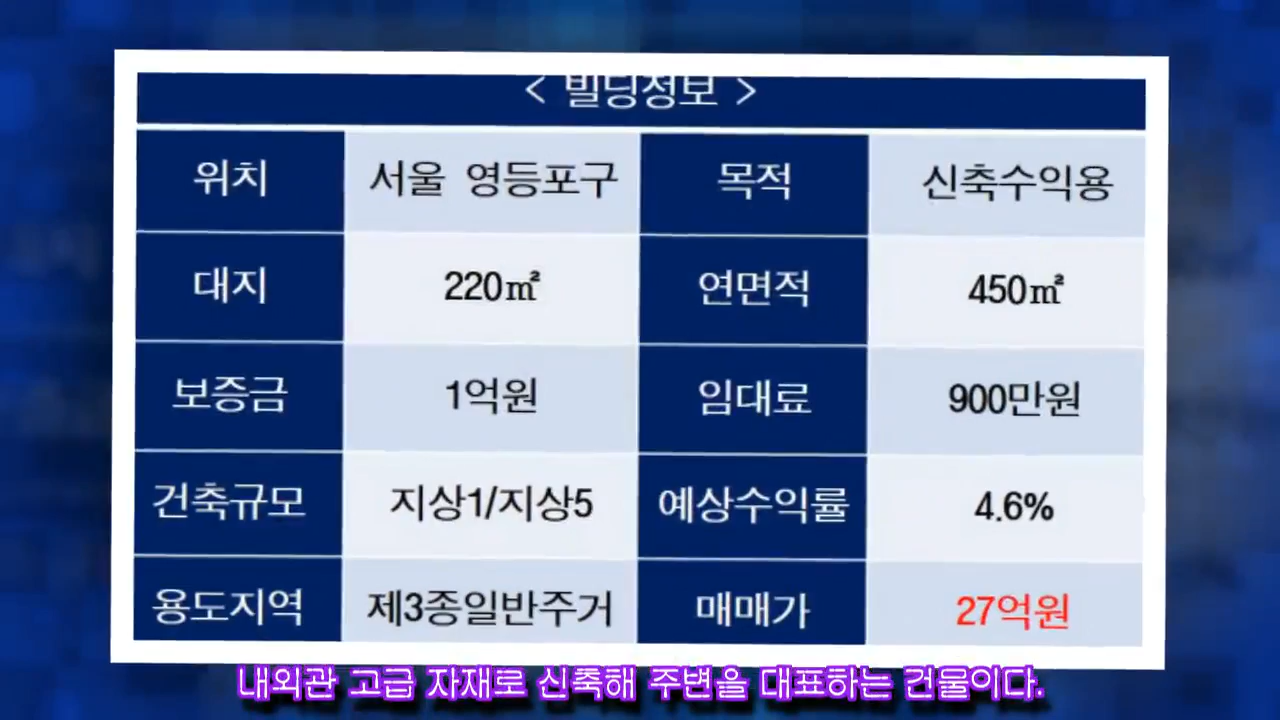 < 빌딩정보 >
위치 서울 영등포구 목적 신축수익용
대지 220㎡ 연면적 450㎡
보증금 1억원 임대료 900만원
건축규모 지상1/지상5 예상수익률 4.6%
용도지역 제3종일반주거 매매가 27억원
내외관 고급 자재로 신축해 주변을 대표하는 건물이다.